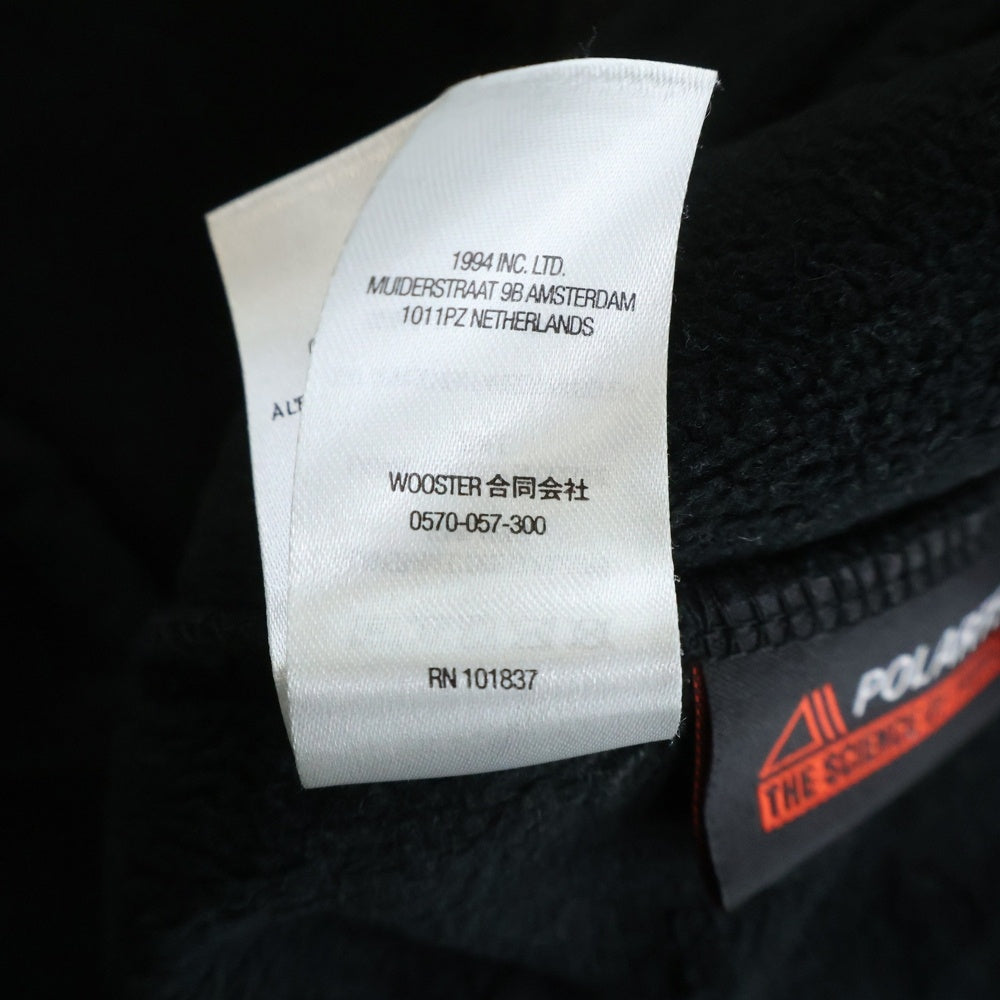 1994 INC. LTD.
MUIDERSTRAAT 9B AMSTERDAM
1011PZ NETHERLANDS
WOOSTER 合同会社
0570-057-300
RN 101837
THE SCIENCE